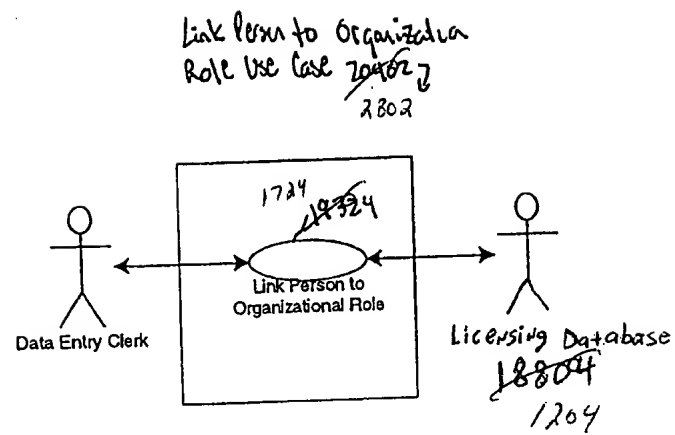 Link Person to Organization
Role Use Case 20402
2802
1724
19324
Link Person to
Organizational Role
Data Entry Clerk
Licensing Database
18804
1204